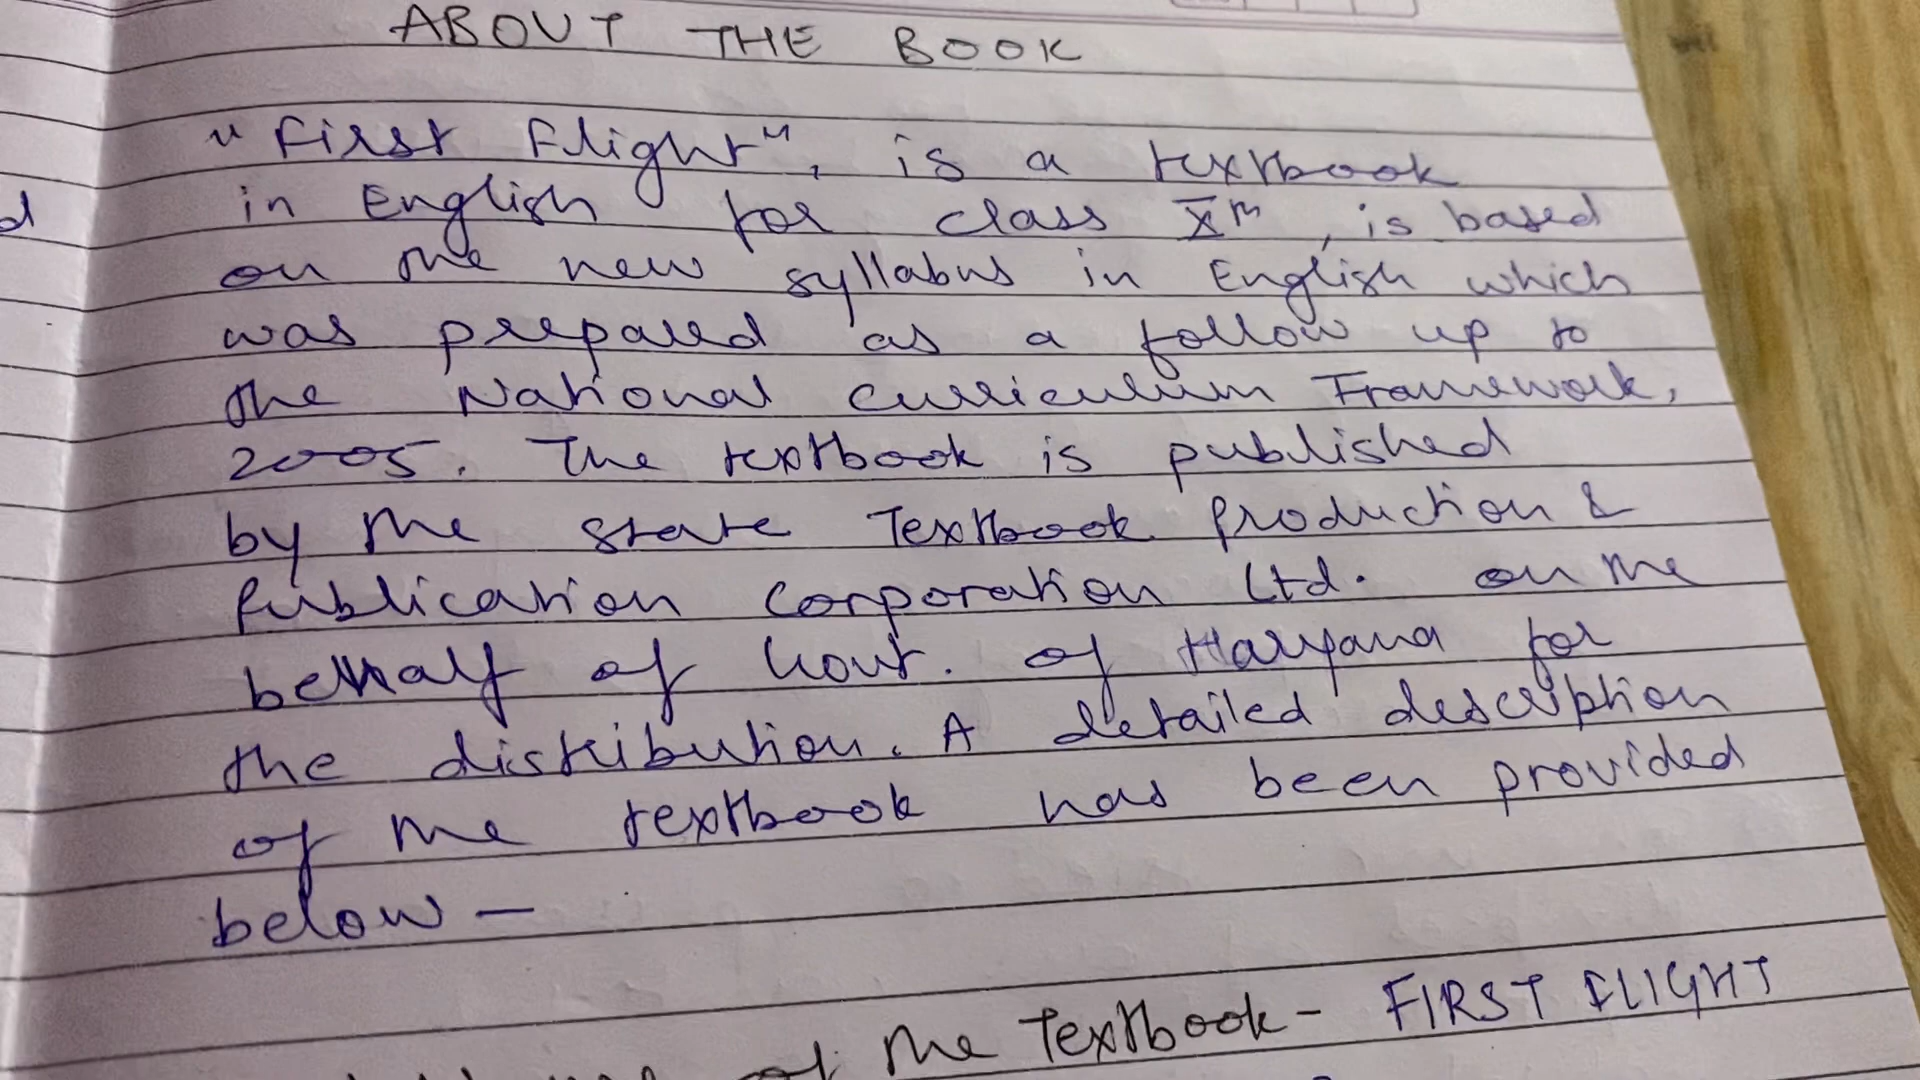 ABOUT THE BOOK
"First Flight", is a textbook
in English for class Xth, is based
on the new syllabus in English which
was prepared as a follow up to
the National curriculum Framework,
2005. The textbook is published
by the state Textbook Production &
Publication Corporation Ltd. on the
behalf of Govt. of Haryana for
the distribution. A detailed description
of the textbook has been provided
below —
of the Textbook - FIRST FLIGHT